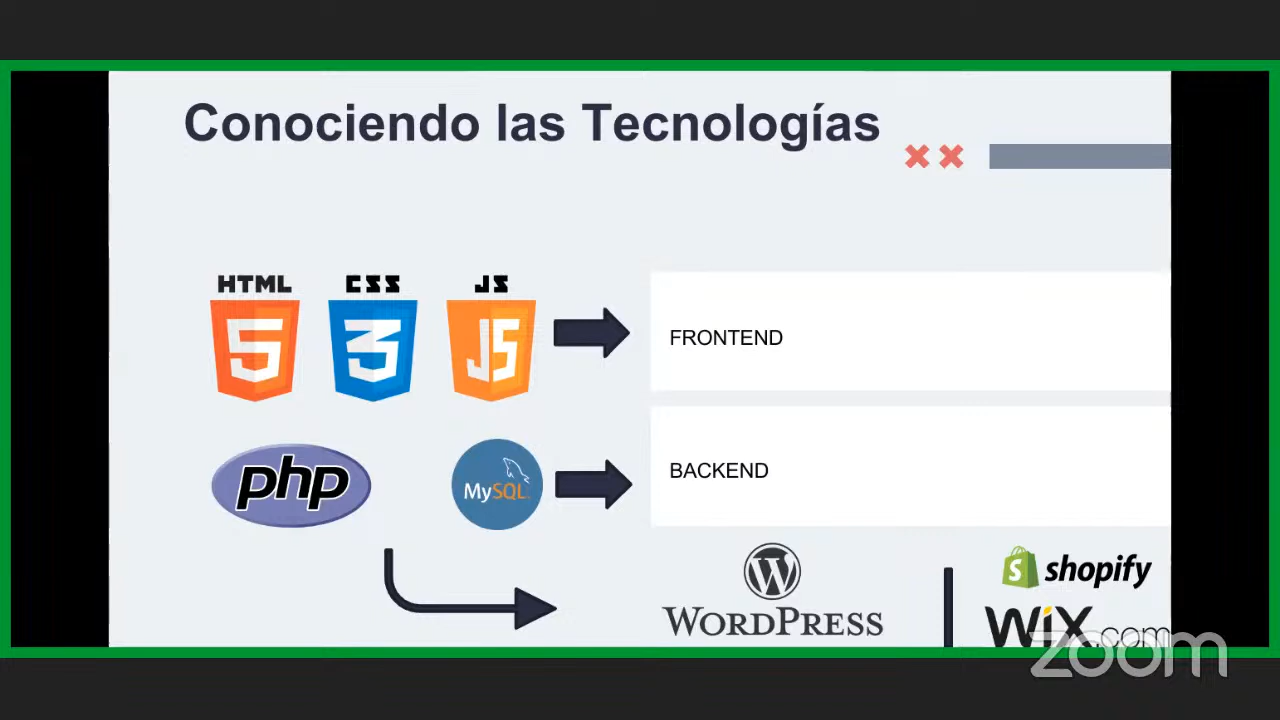 Conociendo las Tecnologías
HTML CSS JS
5 3 JS
FRONTEND
php MySQL
BACKEND
WORDPRESS
S shopify
WiX.com
zoom